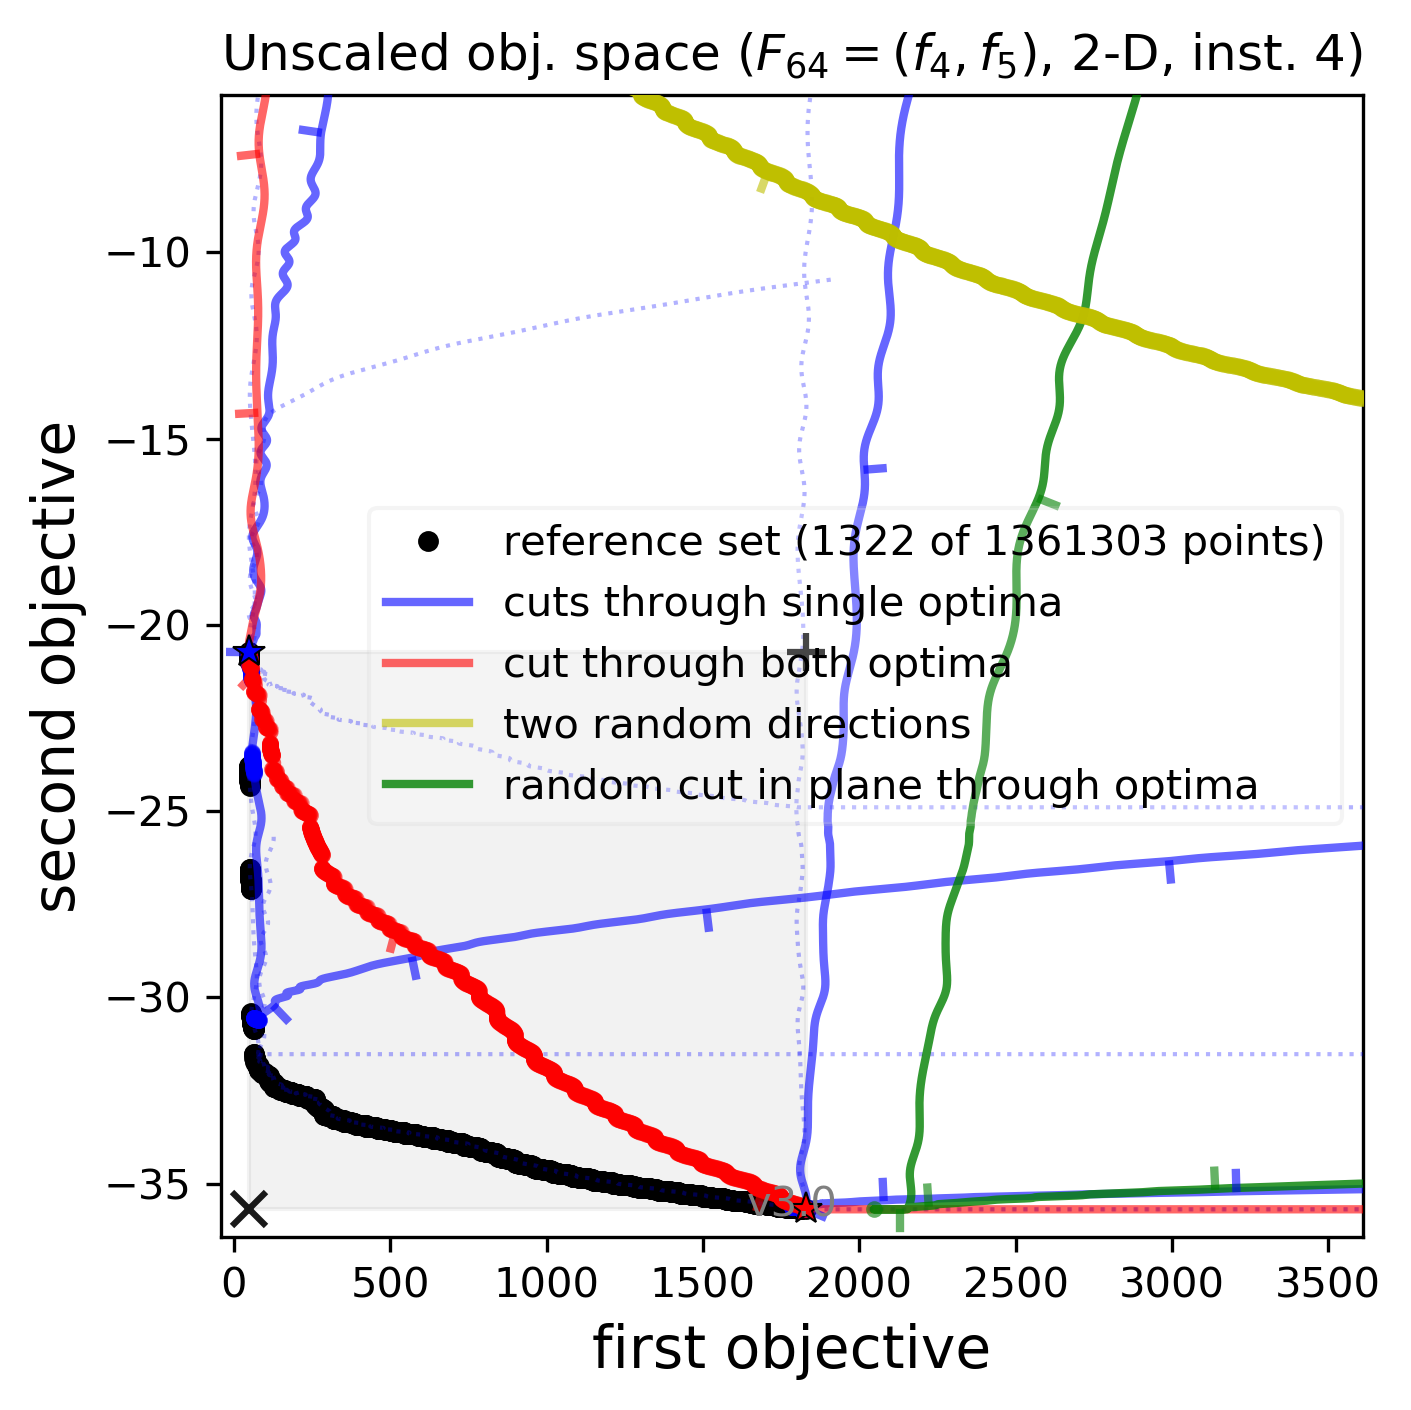 Unscaled obj. space (F64 = (f4, f5), 2-D, inst. 4)
second objective
−10
−15
−20
−25
−30
−35
reference set (1322 of 1361303 points)
cuts through single optima
cut through both optima
two random directions
random cut in plane through optima
v3.0
0 500 1000 1500 2000 2500 3000 3500
first objective